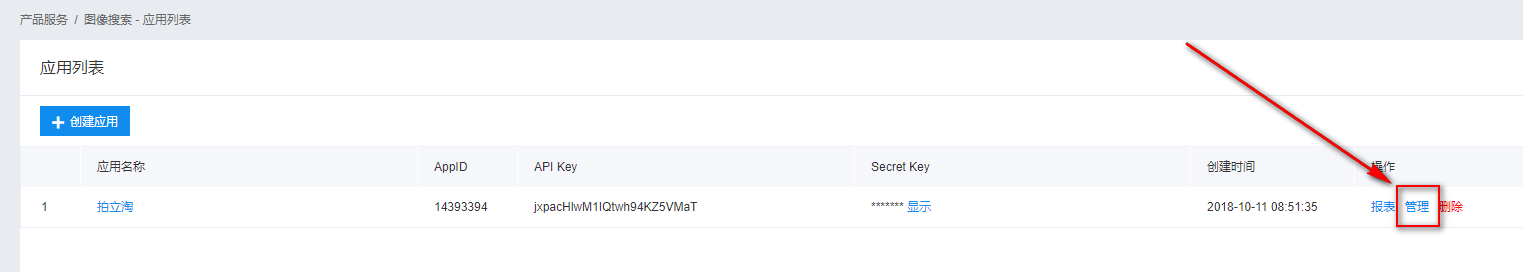 产品服务 / 图像搜索 - 应用列表
应用列表
+ 创建应用
应用名称 AppID API Key Secret Key 创建时间 操作
1 拍立淘 14393394 jxpacHlwM1lQtwh94KZ5VMaT ******* 显示 2018-10-11 08:51:35 报表 管理 删除